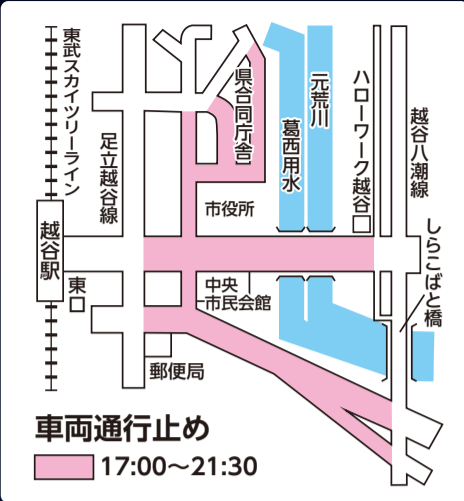 東武スカイツリーライン
足立越谷線
県合同庁舎
葛西用水
元荒川
ハローワーク越谷
越谷八潮線
市役所
越谷駅
東口
中央
市民会館
しらこばと橋
郵便局
車両通行止め
17:00～21:30